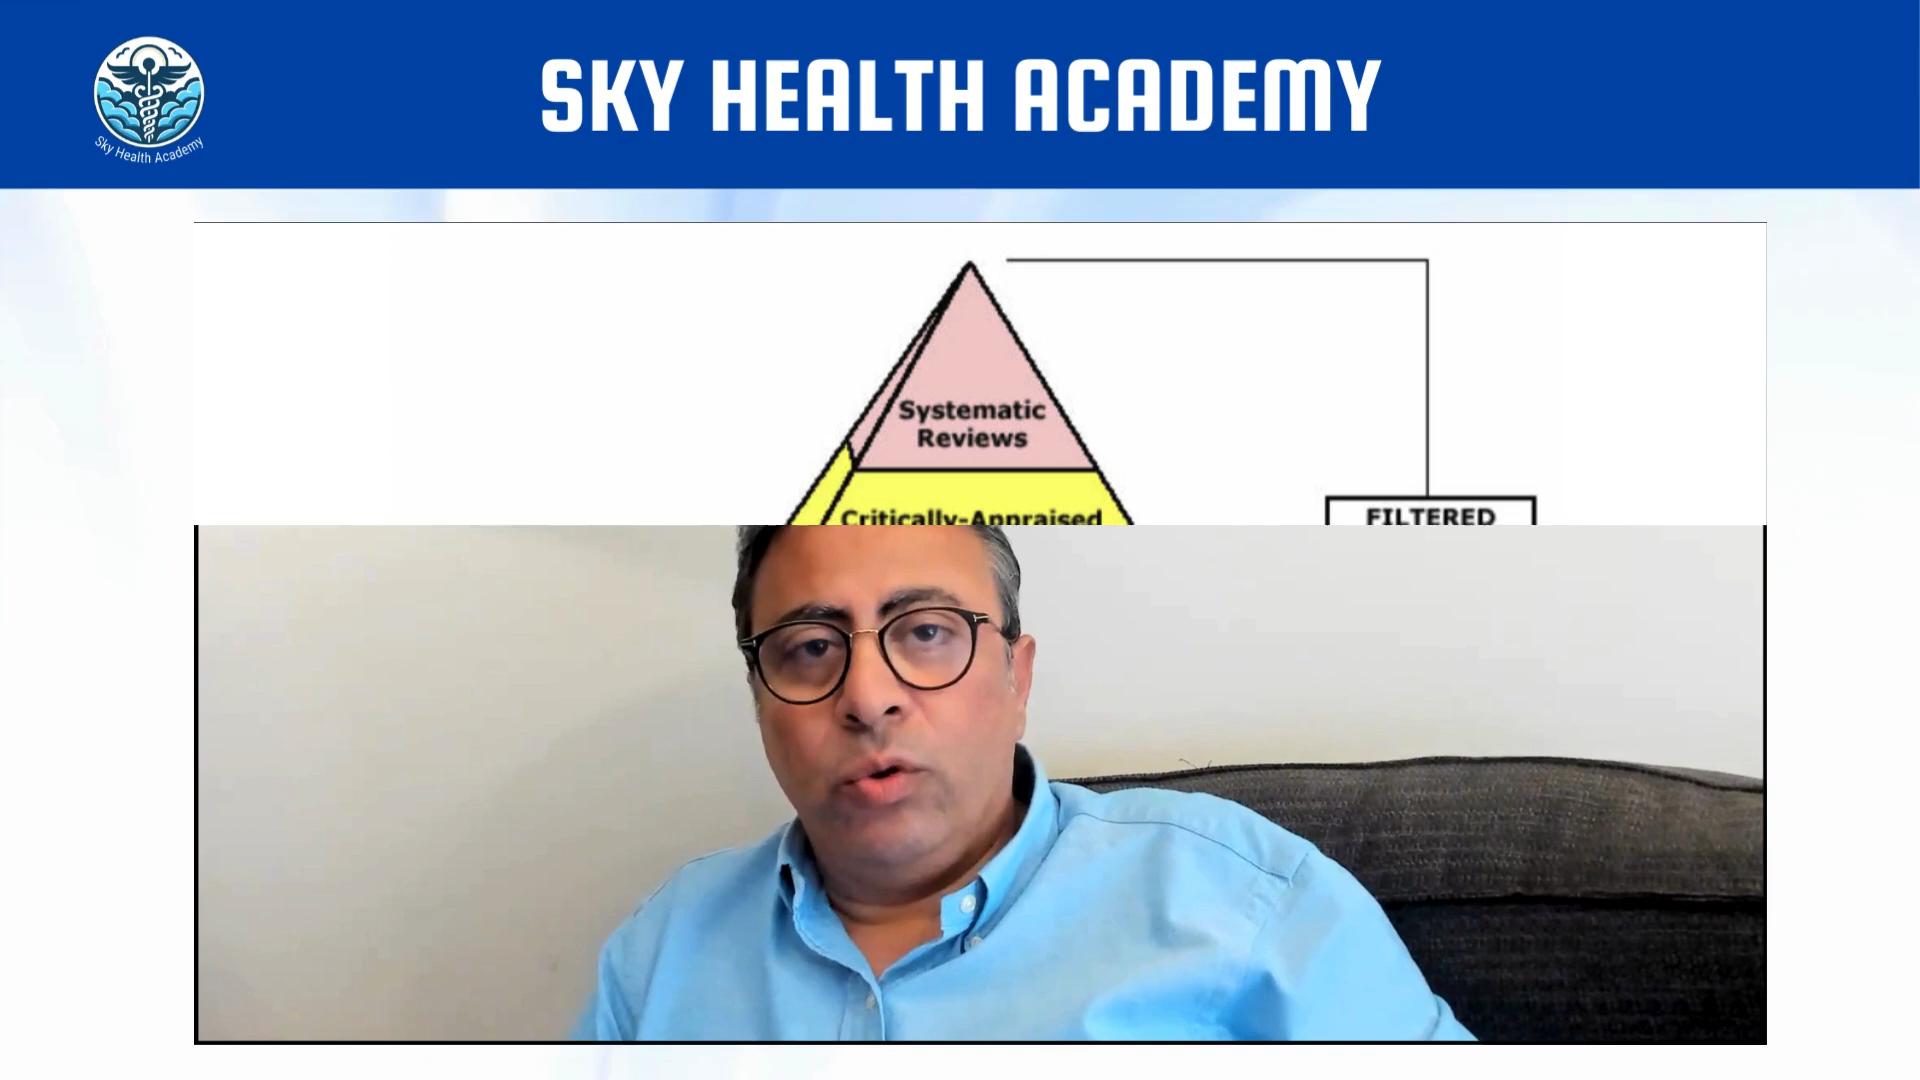 SKY HEALTH ACADEMY
Sky Health Academy
Systematic
Reviews
Critically-Appraised
FILTERED